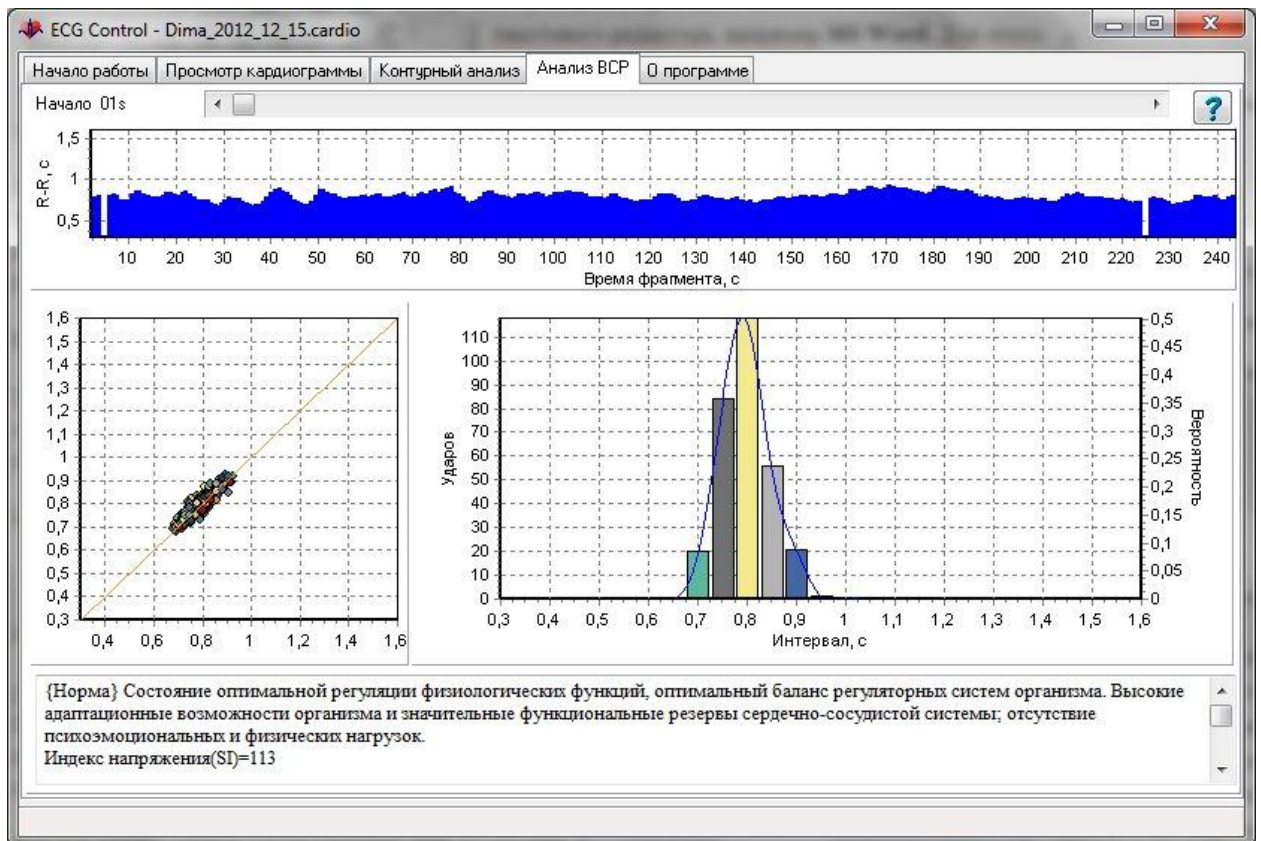 ECG Control - Dima_2012_12_15.cardio
Начало работы Просмотр кардиограммы Контурный анализ Анализ ВСР О программе
Начало 01s
?
R-R, с
1,5
1
0,5
10 20 30 40 50 60 70 80 90 100 110 120 130 140 150 160 170 180 190 200 210 220 230 240
Время фрагмента, с
1,6
1,5
1,4
1,3
1,2
1,1
1
0,9
0,8
0,7
0,6
0,5
0,4
0,3
0,4 0,6 0,8 1 1,2 1,4 1,6
Ударов
110
100
90
80
70
60
50
40
30
20
10
0
0,3 0,4 0,5 0,6 0,7 0,8 0,9 1 1,1 1,2 1,3 1,4 1,5 1,6
Интервал, с
0,5
0,45
0,4
0,35
0,3
0,25
0,2
0,15
0,1
0,05
0
Вероятность
{Норма} Состояние оптимальной регуляции физиологических функций, оптимальный баланс регуляторных систем организма. Высокие
адаптационные возможности организма и значительные функциональные резервы сердечно-сосудистой системы; отсутствие
психоэмоциональных и физических нагрузок.
Индекс напряжения(SI)=113